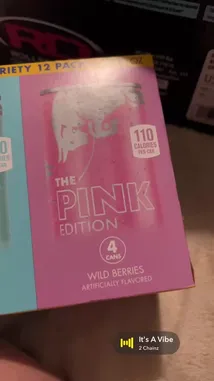 RIETY 12 PAC
110
CALORIES
PER CAN
THE
PINK
EDITION
4
CANS
WILD BERRIES
ARTIFICIALLY FLAVORED
It's A Vibe
2 Chainz